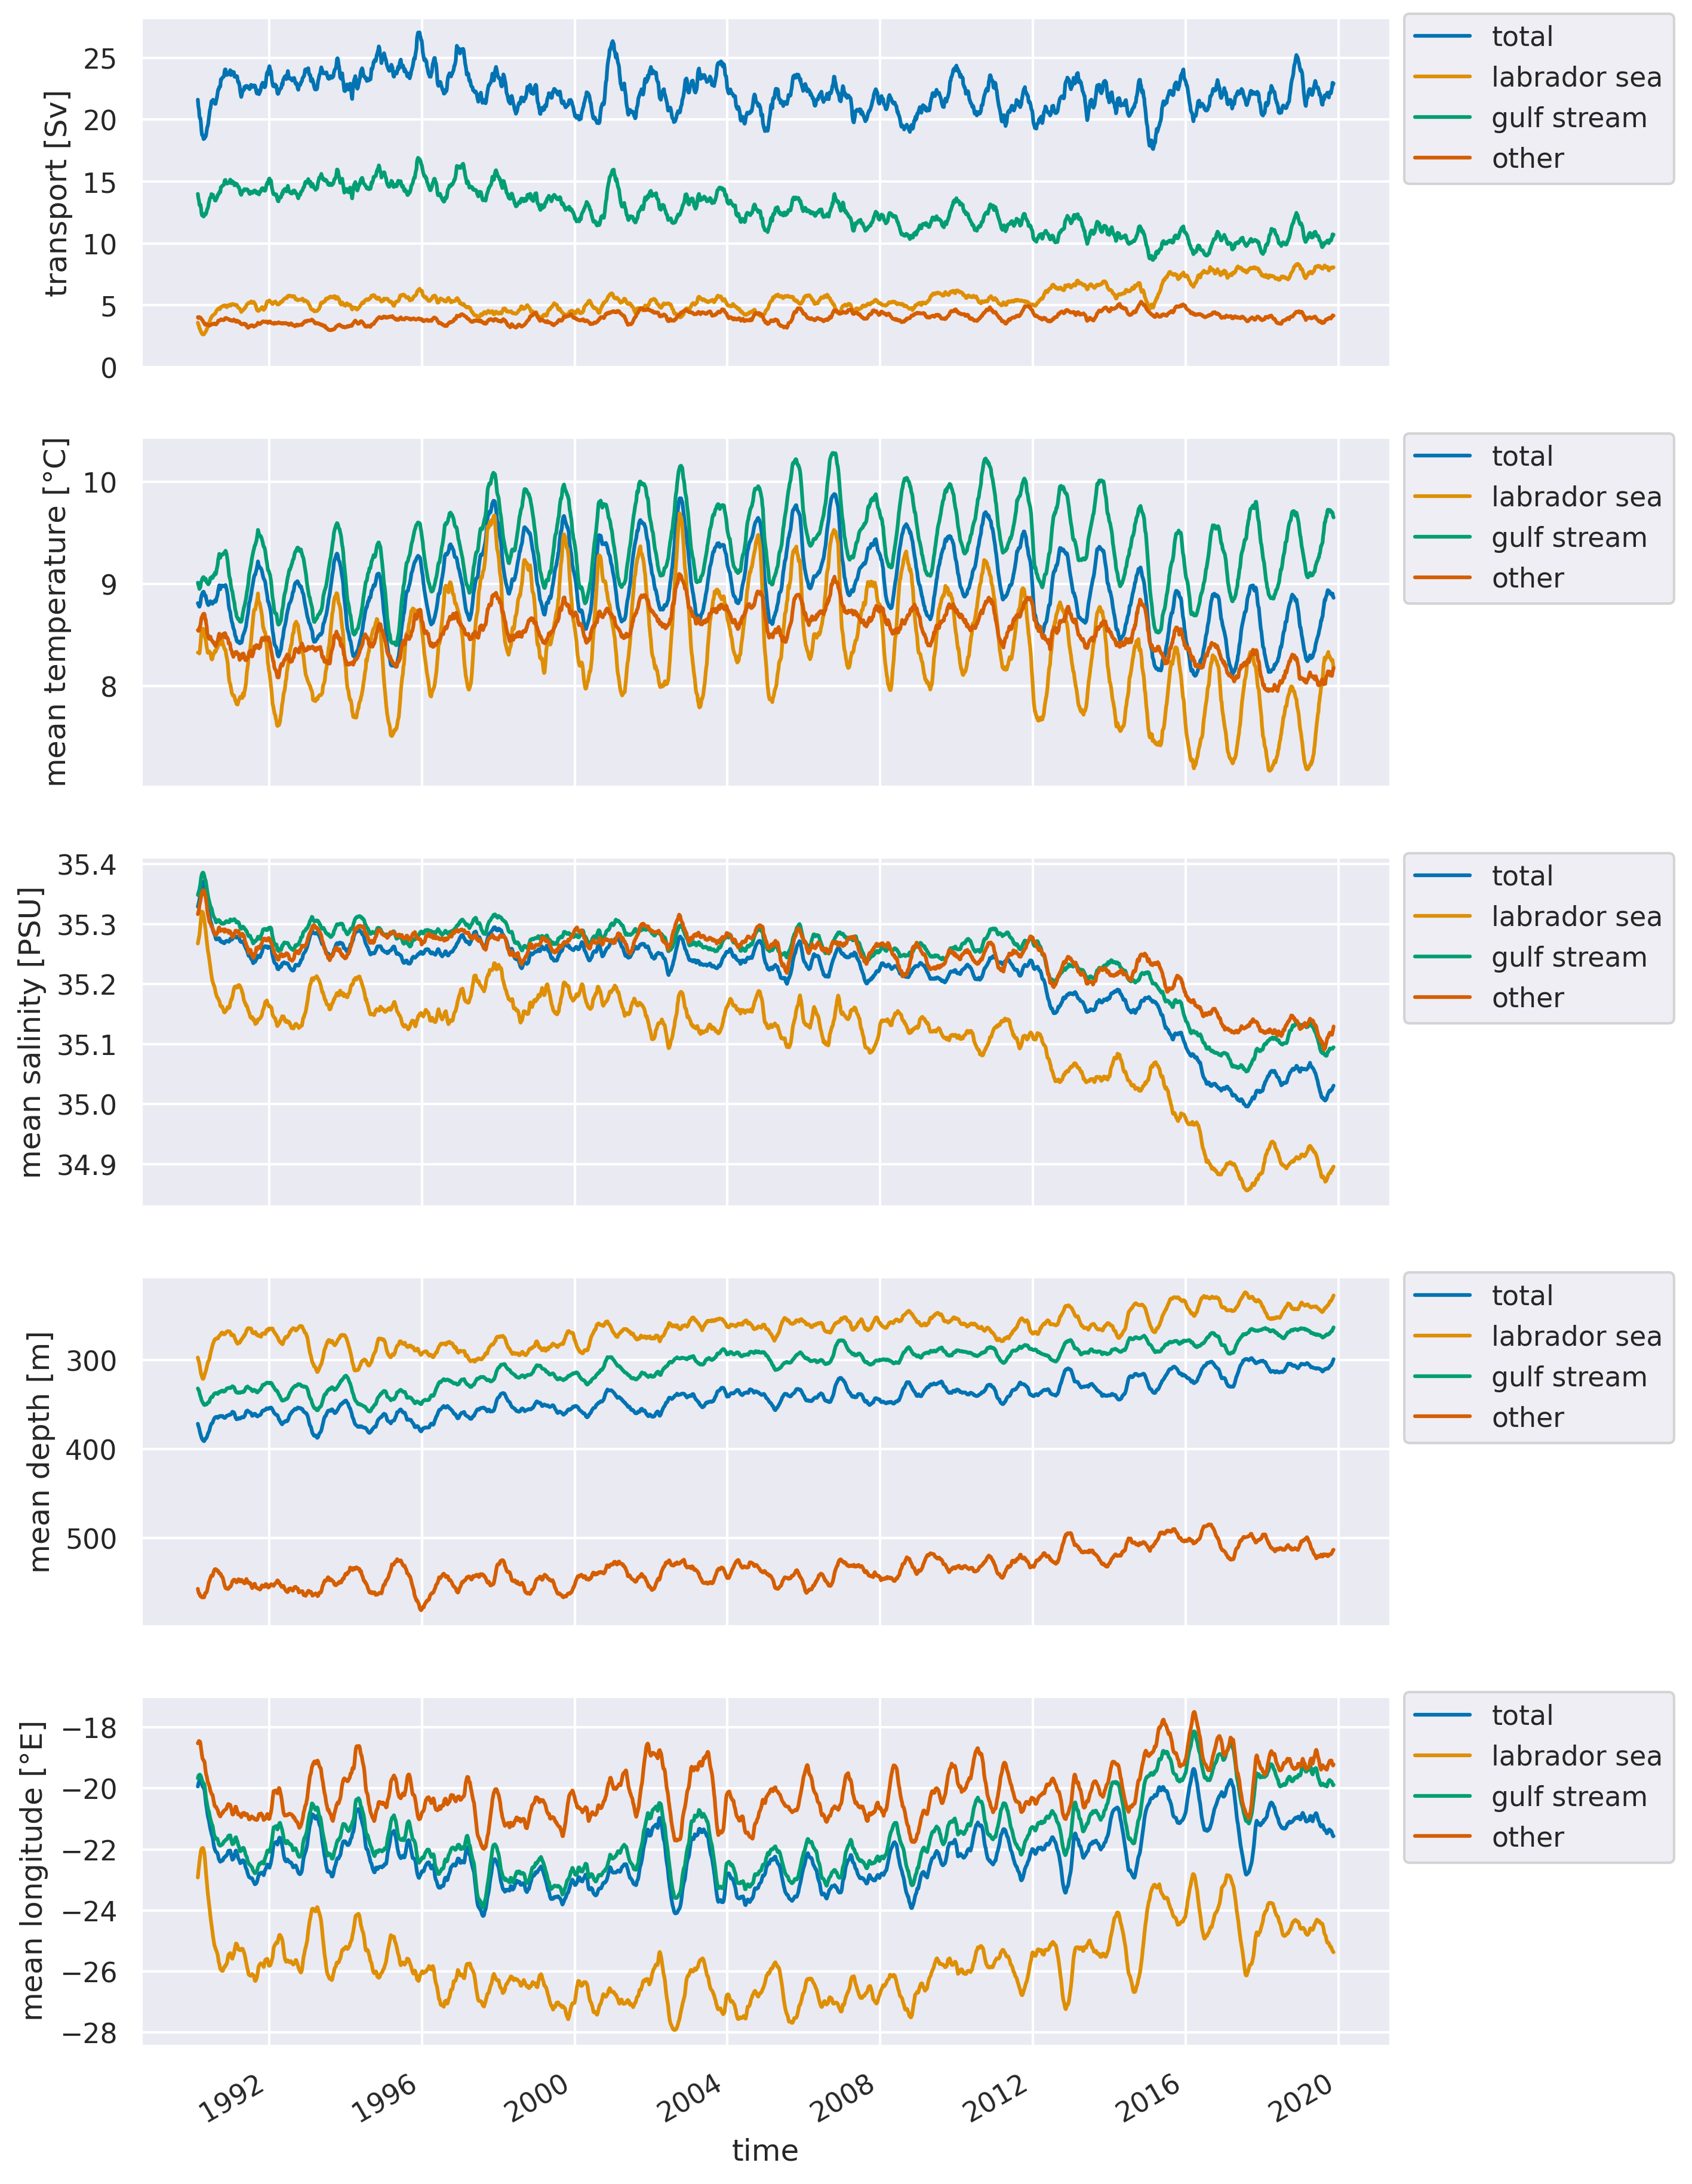 transport [Sv]
25
20
15
10
5
0
total
labrador sea
gulf stream
other
mean temperature [°C]
10
9
8
total
labrador sea
gulf stream
other
mean salinity [PSU]
35.4
35.3
35.2
35.1
35.0
34.9
total
labrador sea
gulf stream
other
mean depth [m]
300
400
500
total
labrador sea
gulf stream
other
mean longitude [°E]
−18
−20
−22
−24
−26
−28
total
labrador sea
gulf stream
other
1992 1996 2000 2004 2008 2012 2016 2020
time